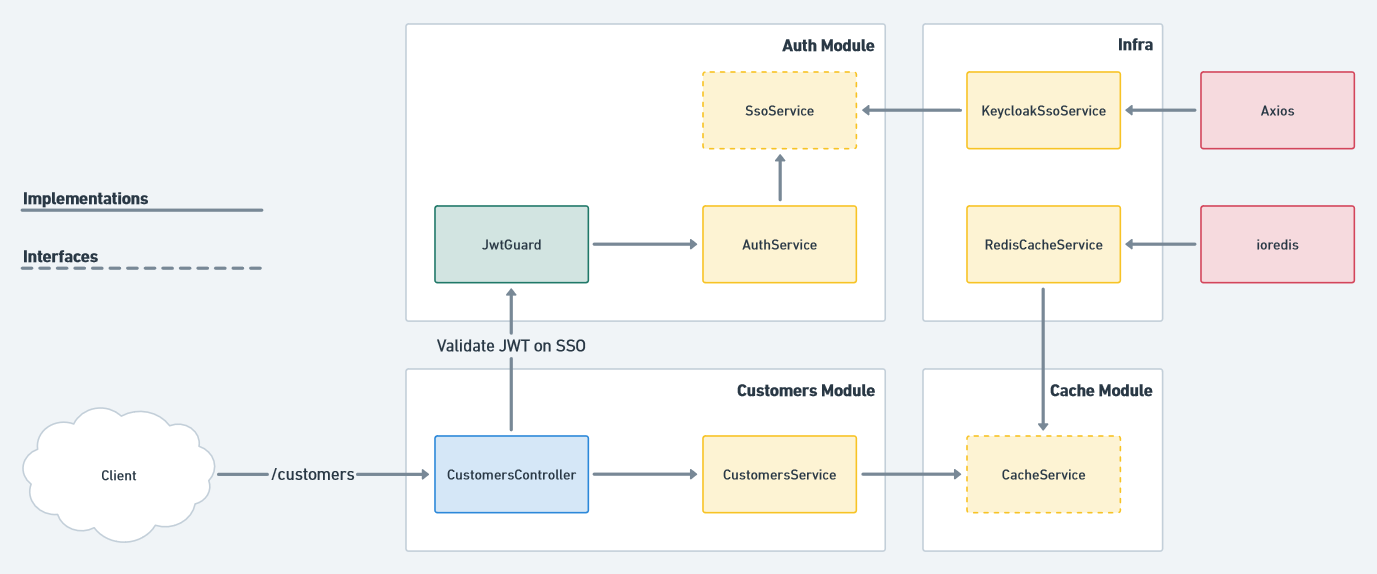 Auth Module
Infra
SsoService
KeycloakSsoService
Axios
Implementations
Interfaces
JwtGuard
AuthService
RedisCacheService
ioredis
Validate JWT on SSO
Customers Module
Cache Module
Client
/customers
CustomersController
CustomersService
CacheService